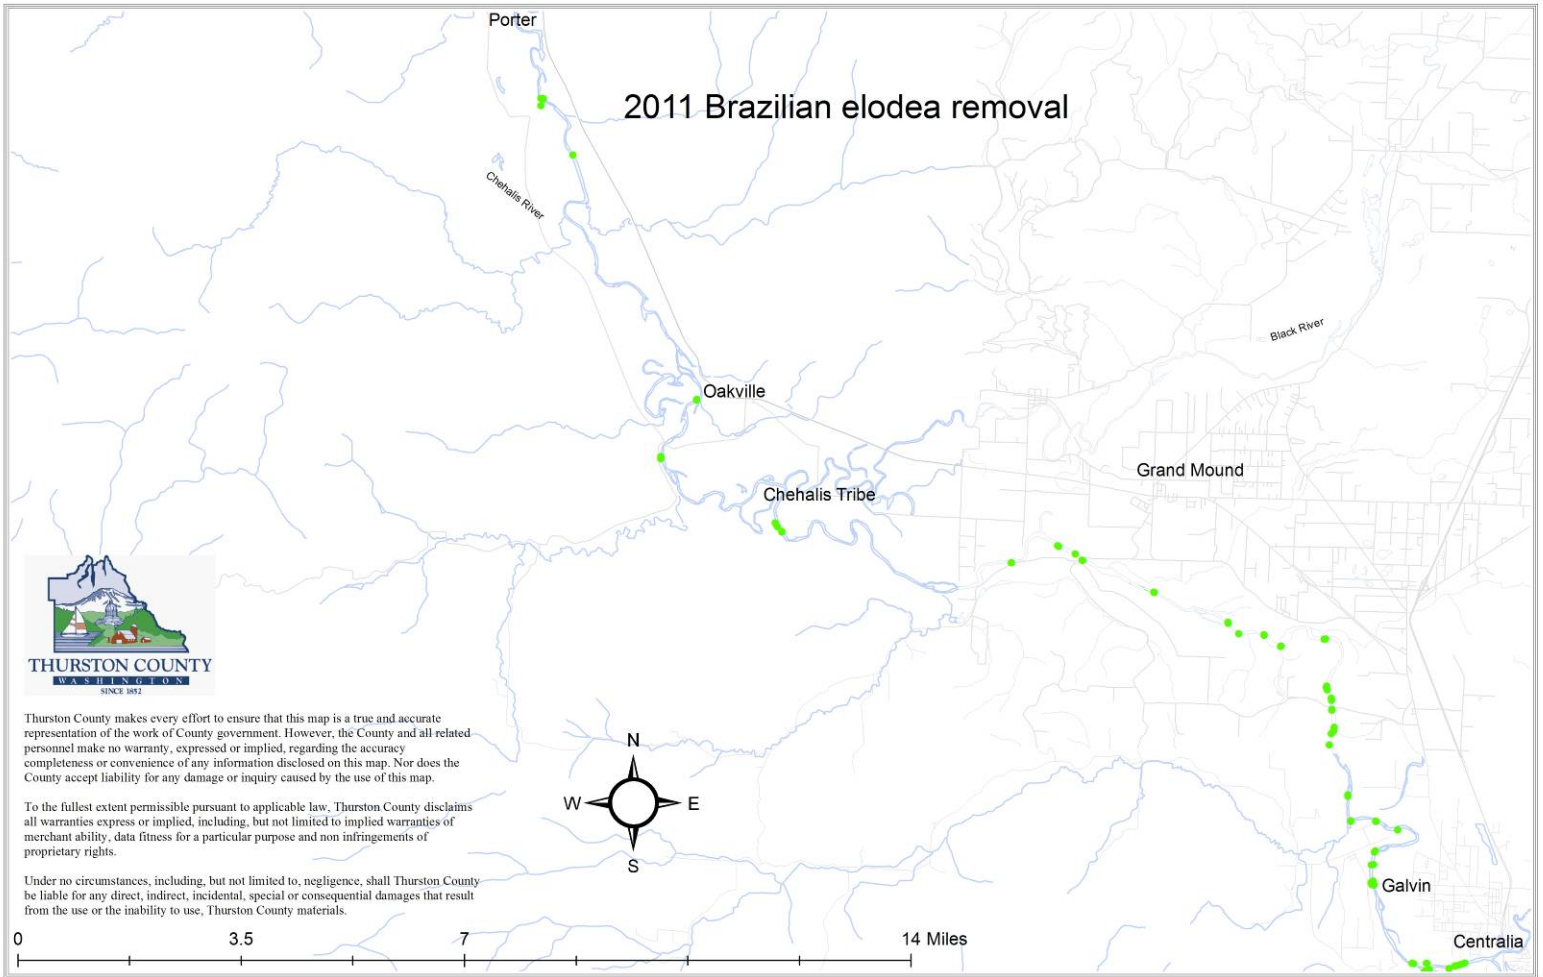 Porter
2011 Brazilian elodea removal
Chehalis River
Black River
Oakville
Grand Mound
Chehalis Tribe
THURSTON COUNTY
WASHINGTON
SINCE 1852
Thurston County makes every effort to ensure that this map is a true and accurate
representation of the work of County government. However, the County and all related
personnel make no warranty, expressed or implied, regarding the accuracy
completeness or convenience of any information disclosed on this map. Nor does the
County accept liability for any damage or inquiry caused by the use of this map.
To the fullest extent permissible pursuant to applicable law, Thurston County disclaims
all warranties express or implied, including, but not limited to implied warranties of
merchant ability, data fitness for a particular purpose and non infringements of
proprietary rights.
Under no circumstances, including, but not limited to, negligence, shall Thurston County
be liable for any direct, indirect, incidental, special or consequential damages that result
from the use or the inability to use, Thurston County materials.
N
W E
S
Galvin
Centralia
0 3.5 7 14 Miles